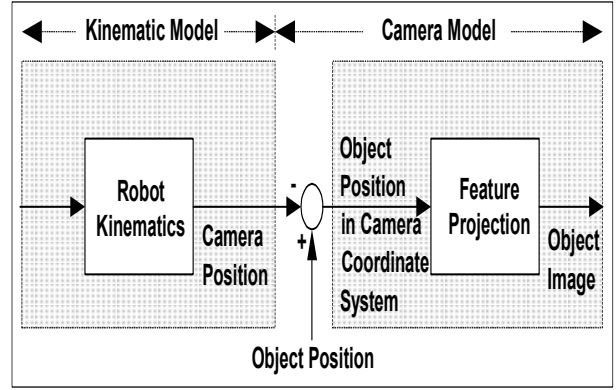 Kinematic Model
Camera Model
Robot
Kinematics
Camera
Position
-
+
Object
Position
in Camera
Coordinate
System
Feature
Projection
Object
Image
Object Position